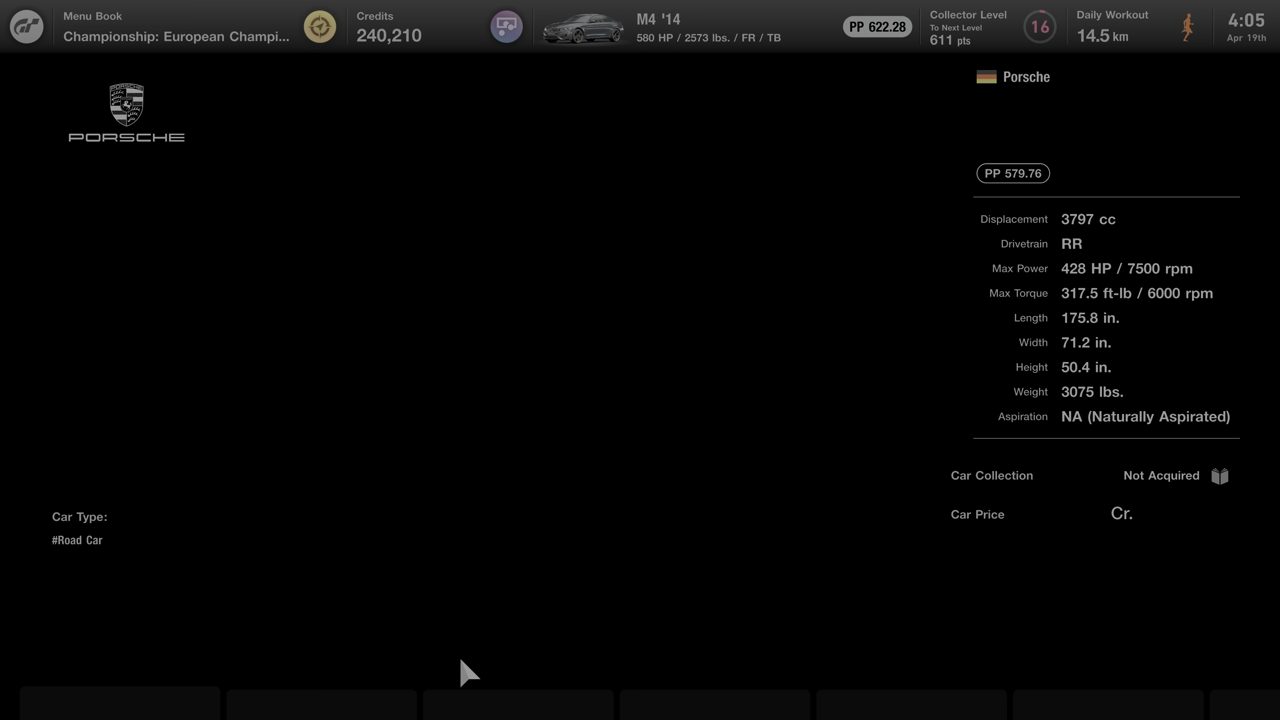 Menu Book
Championship: European Champi...
Credits
240,210
M4 '14
580 HP / 2573 lbs. / FR / TB
PP 622.28
Collector Level
To Next Level
611 pts
16
Daily Workout
14.5 km
4:05
Apr 19th
PORSCHE
PORSCHE
Porsche
PP 579.76
Displacement 3797 cc
Drivetrain RR
Max Power 428 HP / 7500 rpm
Max Torque 317.5 ft-lb / 6000 rpm
Length 175.8 in.
Width 71.2 in.
Height 50.4 in.
Weight 3075 lbs.
Aspiration NA (Naturally Aspirated)
Car Collection Not Acquired
Car Price Cr.
Car Type:
#Road Car